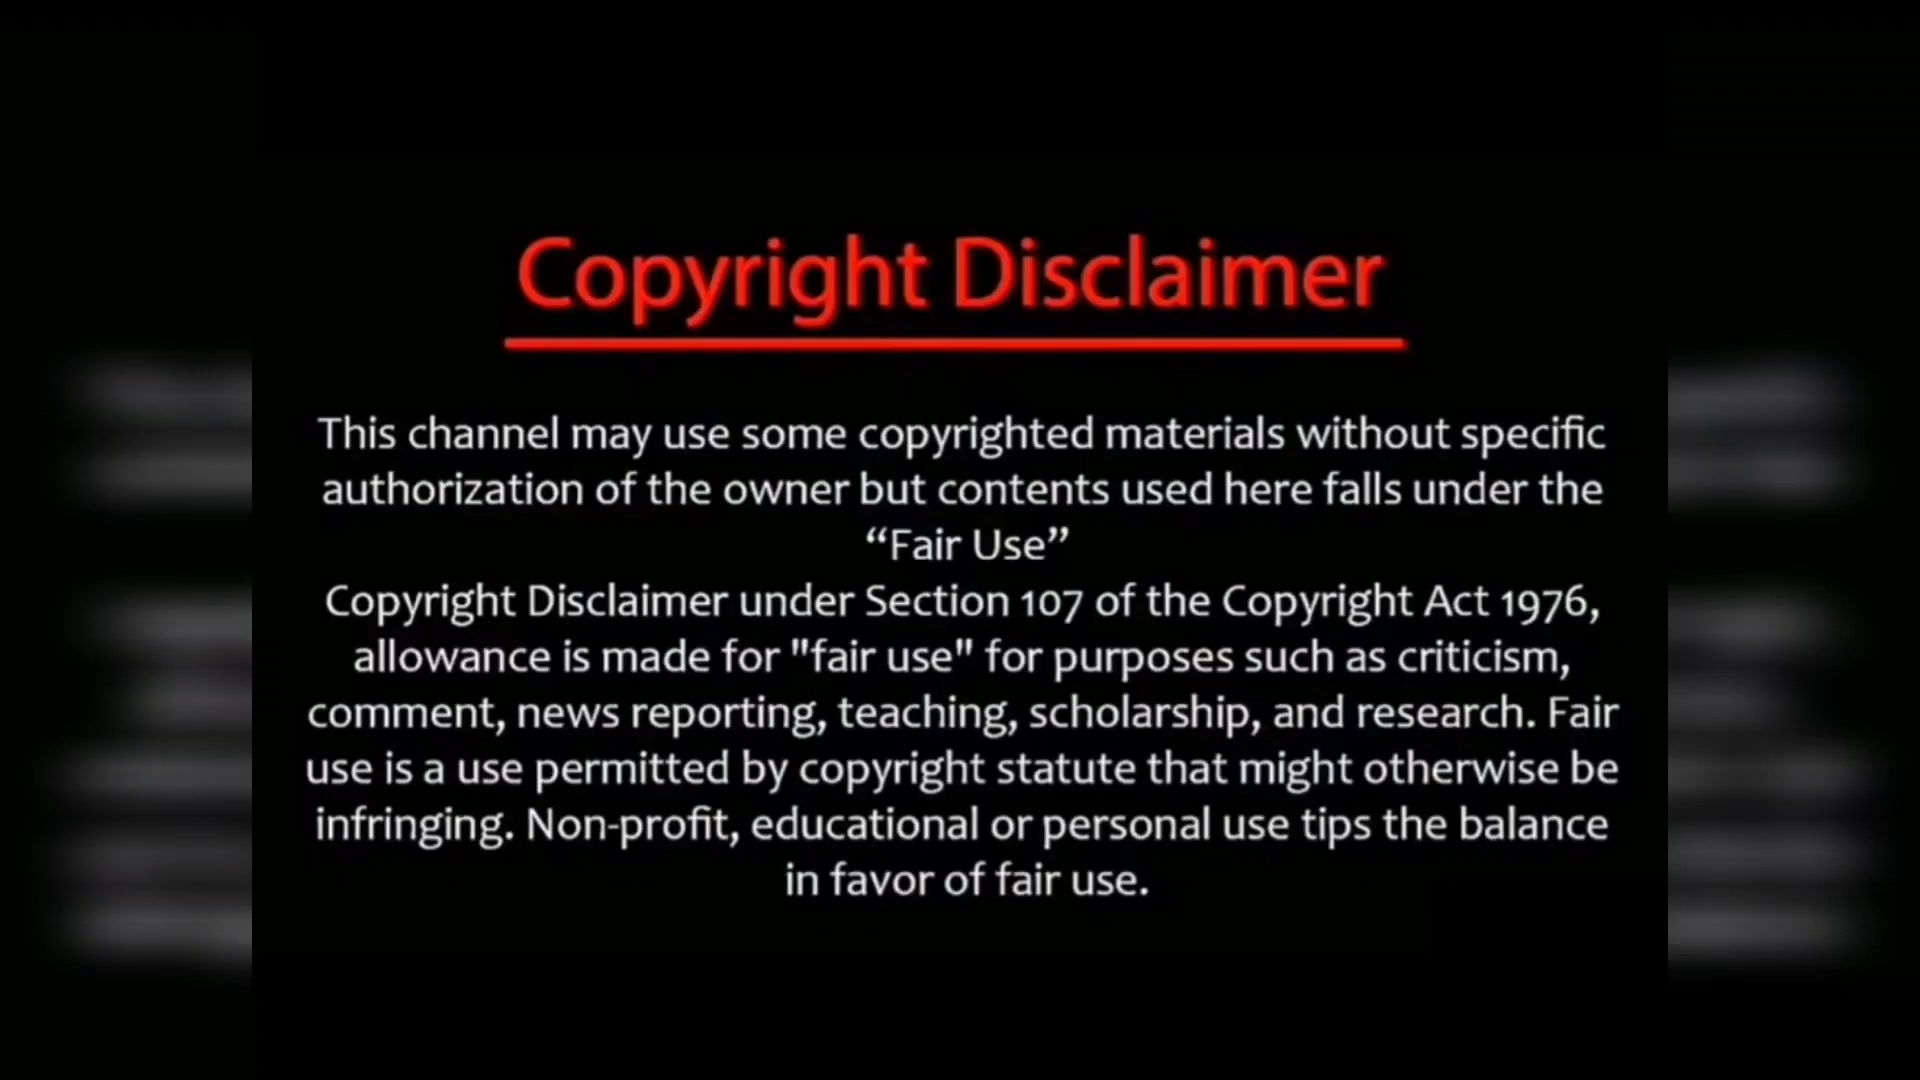 Copyright Disclaimer
This channel may use some copyrighted materials without specific
authorization of the owner but contents used here falls under the
“Fair Use”
Copyright Disclaimer under Section 107 of the Copyright Act 1976,
allowance is made for "fair use" for purposes such as criticism,
comment, news reporting, teaching, scholarship, and research. Fair
use is a use permitted by copyright statute that might otherwise be
infringing. Non-profit, educational or personal use tips the balance
in favor of fair use.